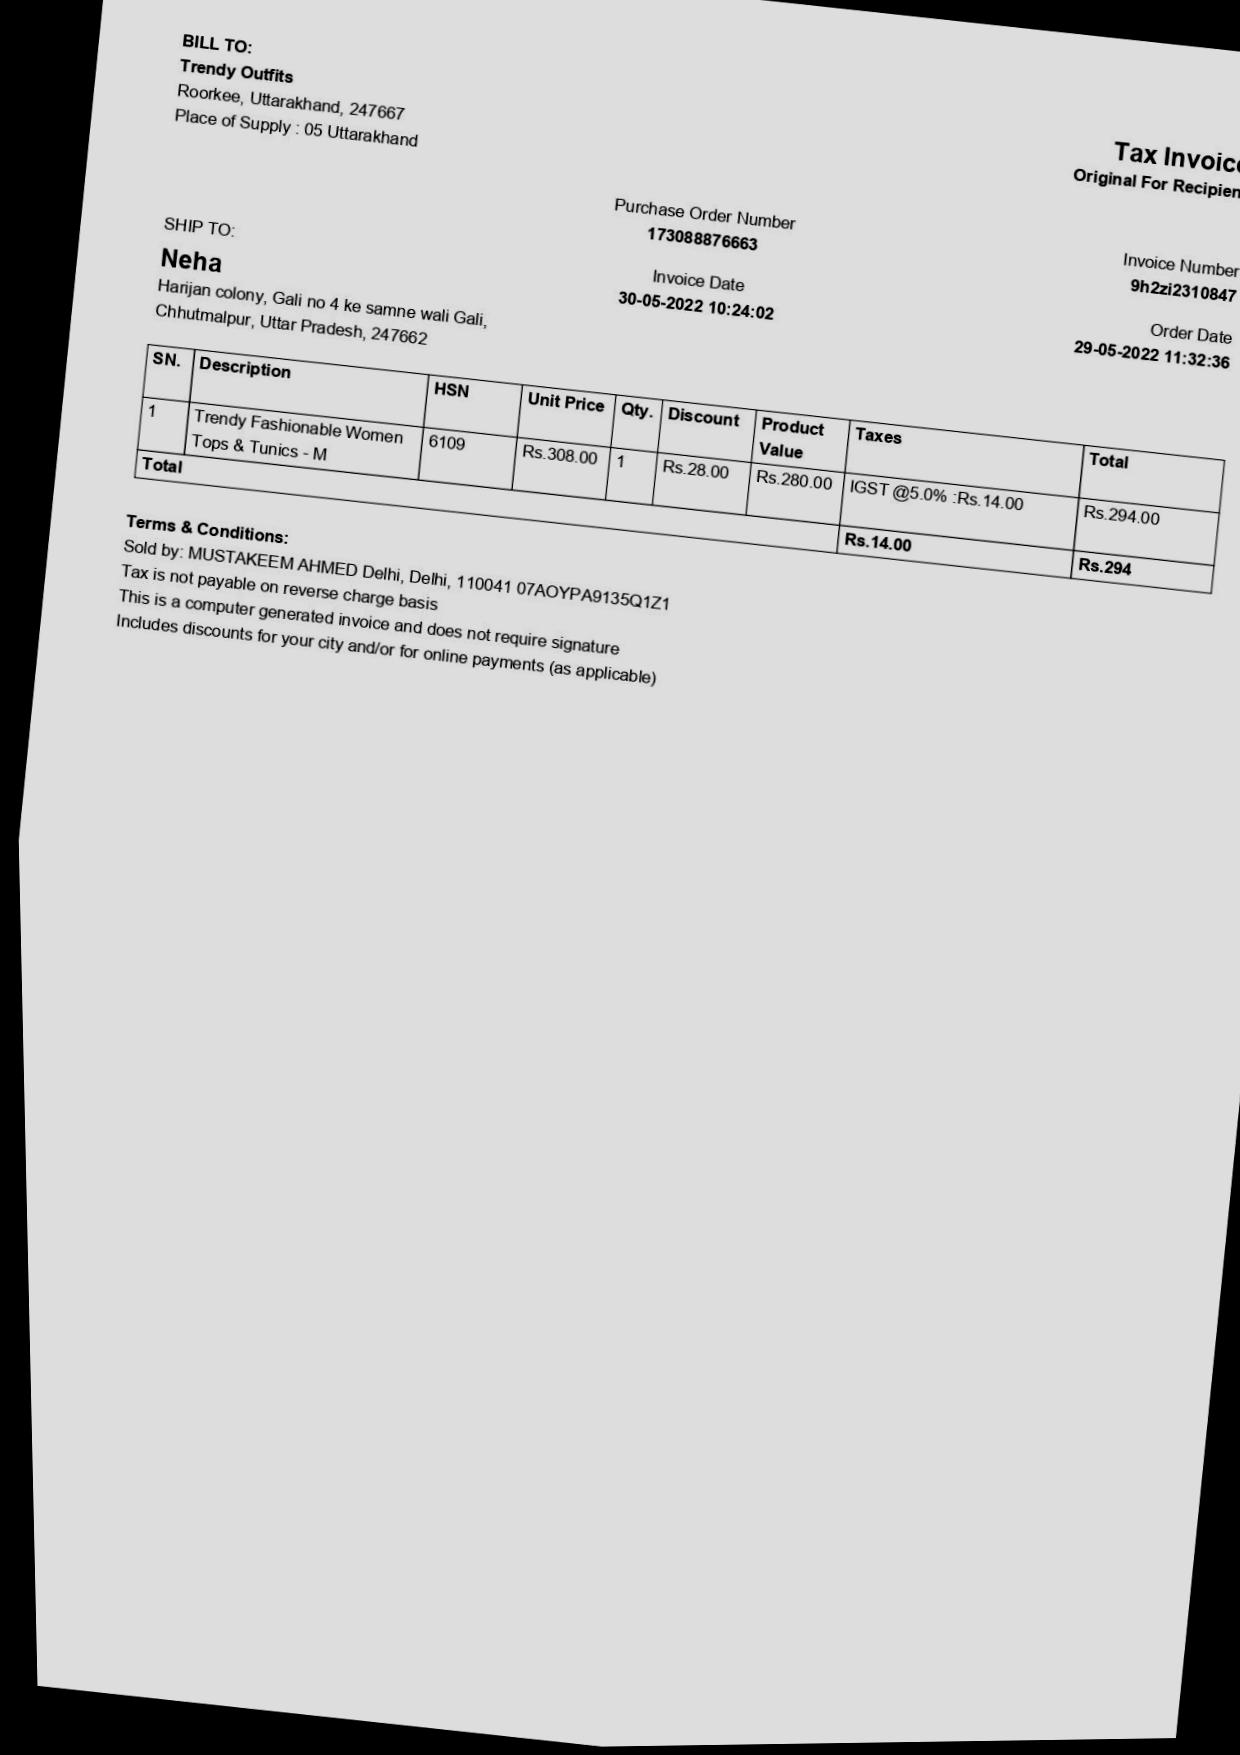 BILL TO:
Trendy Outfits
Roorkee, Uttarakhand, 247667
Place of Supply : 05 Uttarakhand
Tax Invoice
Original For Recipien
SHIP TO:
Neha
Harijan colony, Gali no 4 ke samne wali Gali,
Chhutmalpur, Uttar Pradesh, 247662
Purchase Order Number
173088876663
Invoice Date
30-05-2022 10:24:02
Invoice Number
9h2zi2310847
Order Date
29-05-2022 11:32:36
SN. Description HSN Unit Price Qty. Discount Product Value Taxes Total
1 Trendy Fashionable Women Tops & Tunics - M 6109 Rs.308.00 1 Rs.28.00 Rs.280.00 IGST @5.0% :Rs.14.00 Rs.294.00
Total Rs.14.00 Rs.294
Terms & Conditions:
Sold by: MUSTAKEEM AHMED Delhi, Delhi, 110041 07AOYPA9135Q1Z1
Tax is not payable on reverse charge basis
This is a computer generated invoice and does not require signature
Includes discounts for your city and/or for online payments (as applicable)